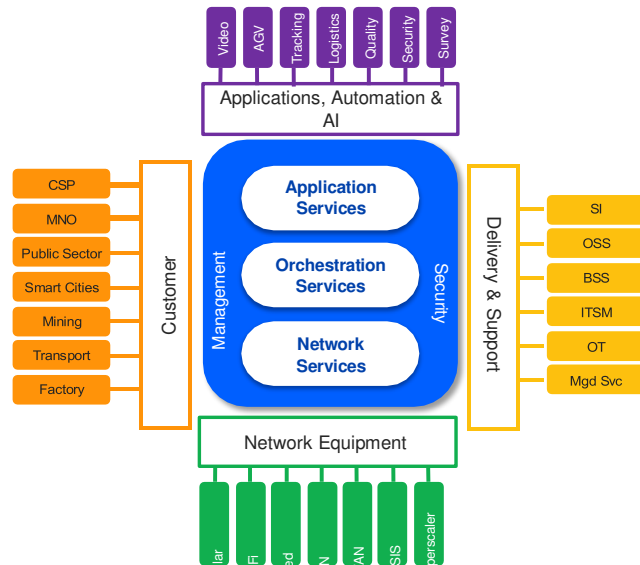 Video
AGV
Tracking
Logistics
Quality
Security
Survey
Applications, Automation &
AI
CSP
MNO
Public Sector
Smart Cities
Mining
Transport
Factory
Customer
Management
Application
Services
Orchestration
Services
Network
Services
Security
Delivery & Support
SI
OSS
BSS
ITSM
OT
Mgd Svc
Network Equipment